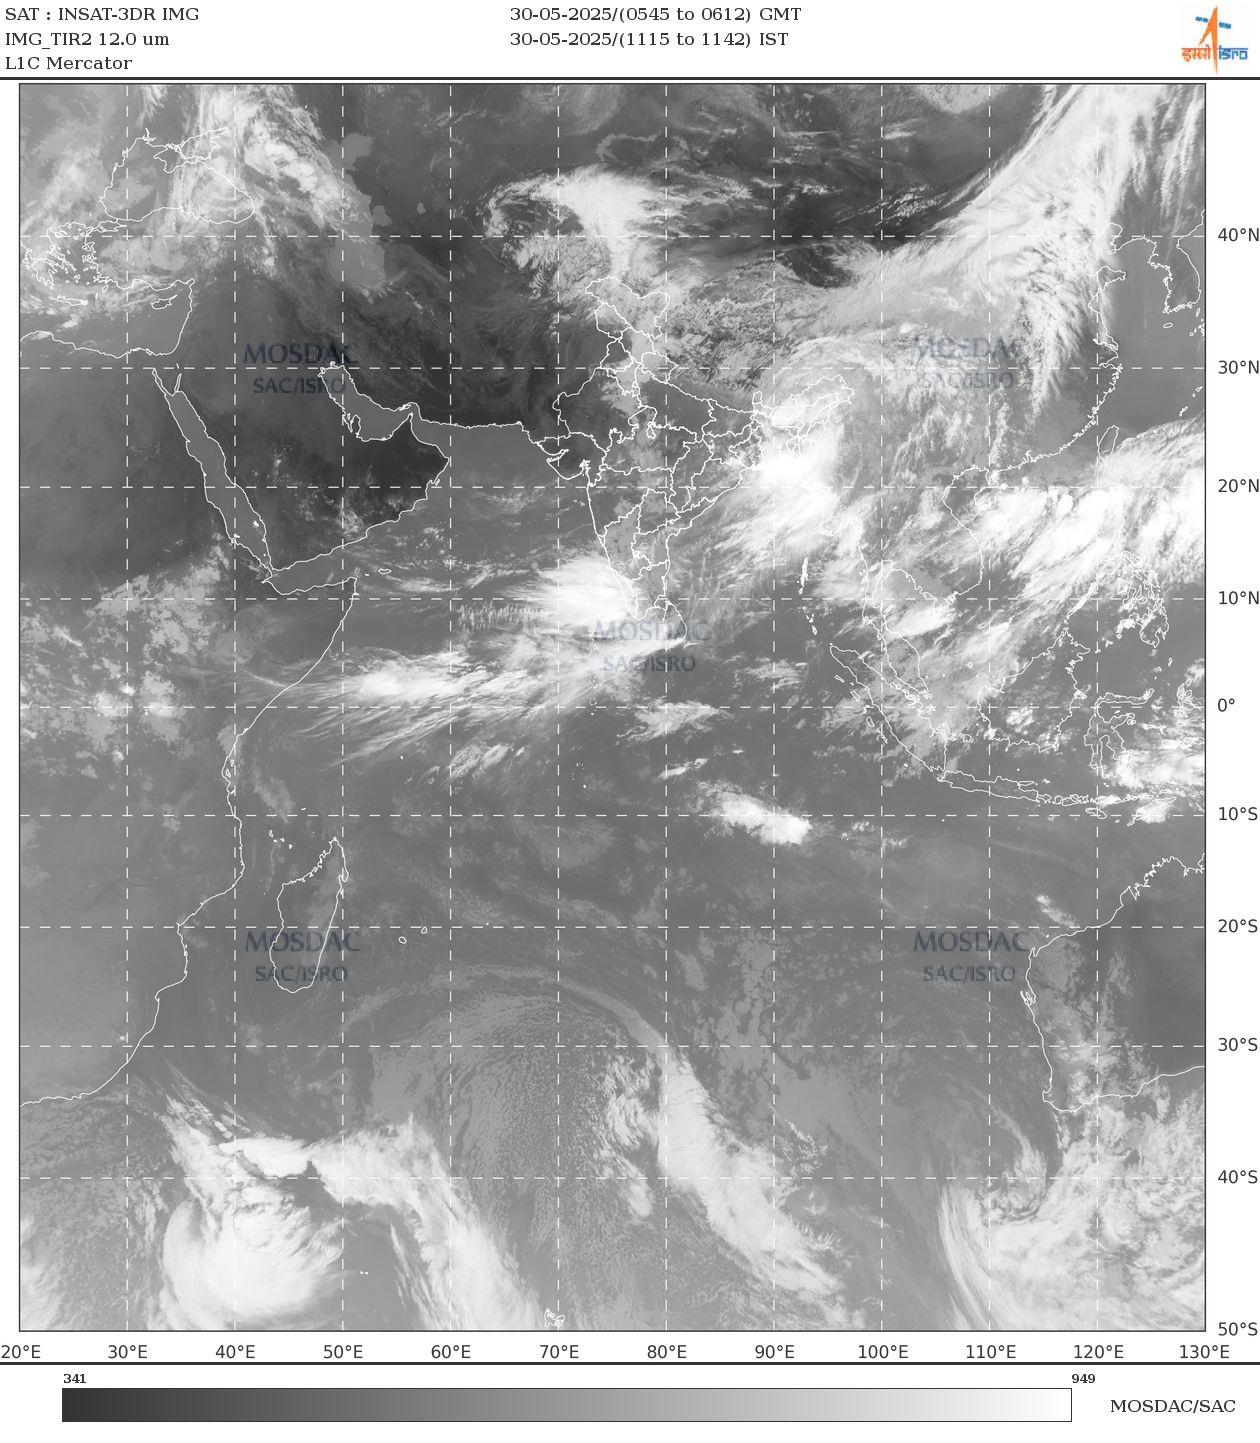 SAT : INSAT-3DR IMG
IMG_TIR2 12.0 um
L1C Mercator
30-05-2025/(0545 to 0612) GMT
30-05-2025/(1115 to 1142) IST
इसरो isro
40°N
MOSDAC
SAC/ISRO
MOSDAC
SAC/ISRO
30°N
20°N
10°N
MOSDAC
SAC/ISRO
0°
10°S
20°S
MOSDAC
SAC/ISRO
MOSDAC
SAC/ISRO
30°S
40°S
50°S
20°E 30°E 40°E 50°E 60°E 70°E 80°E 90°E 100°E 110°E 120°E 130°E
341 949
MOSDAC/SAC